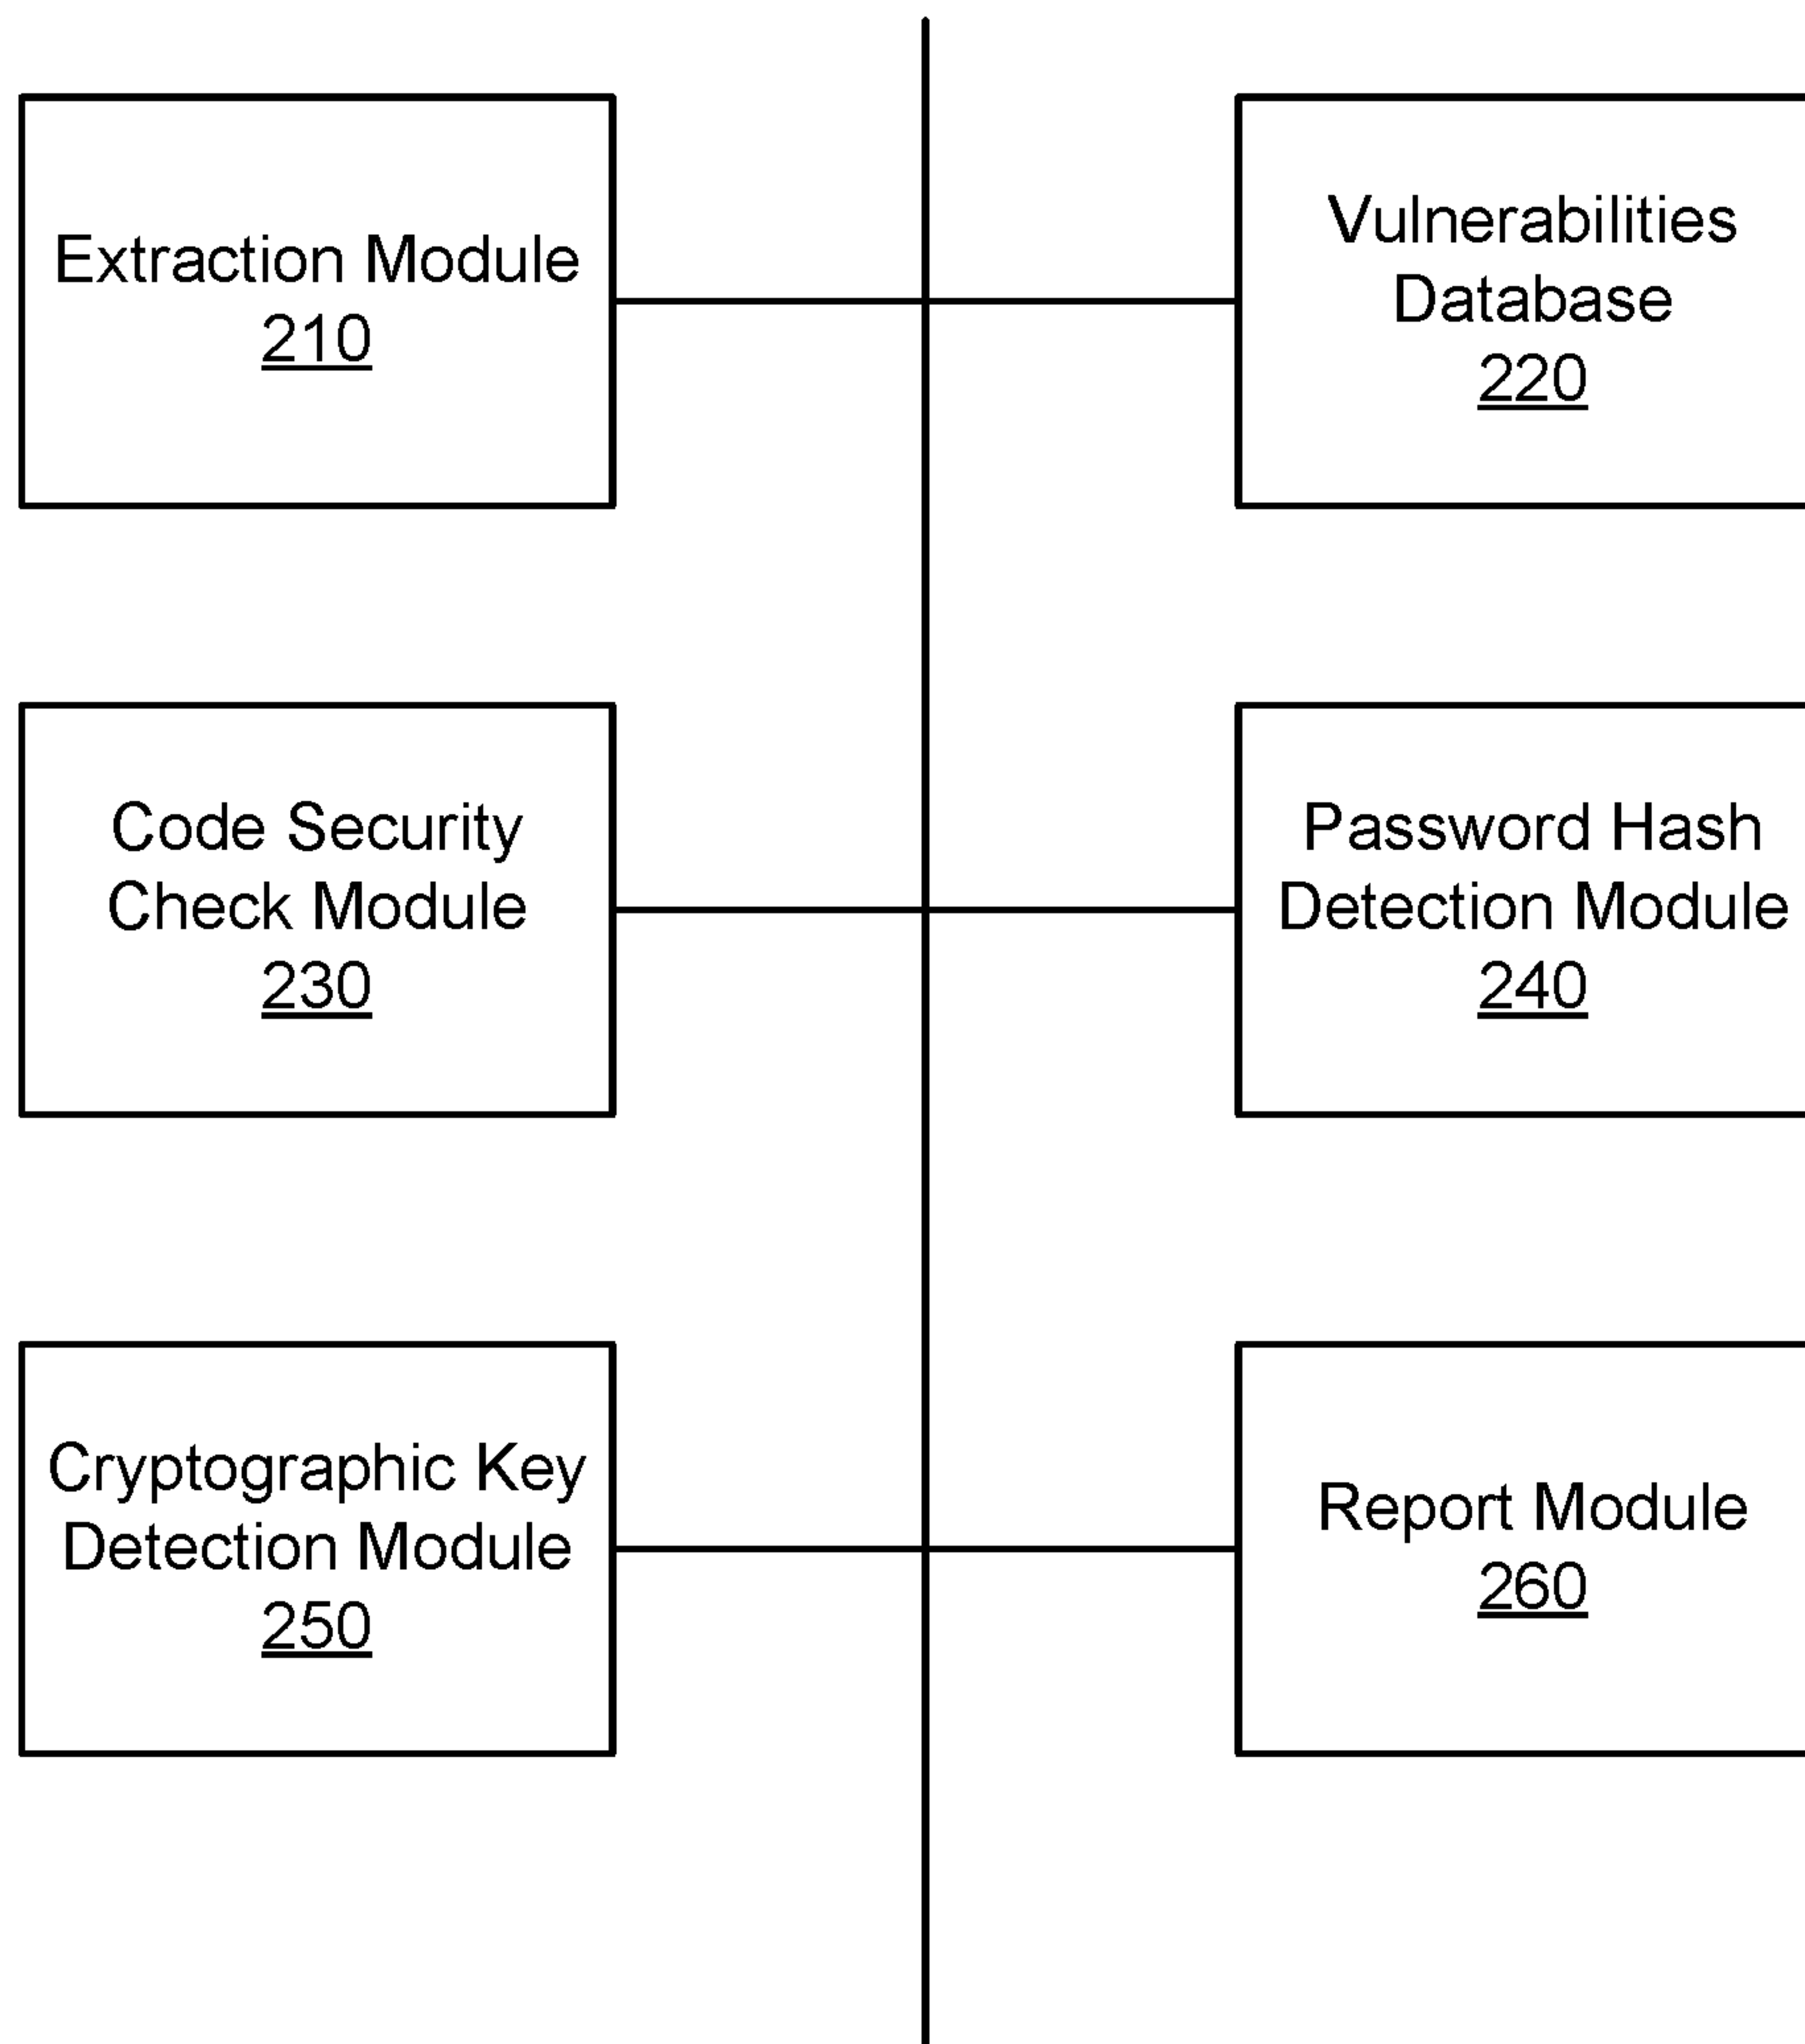 Extraction Module
210
Vulnerabilities
Database
220
Code Security
Check Module
230
Password Hash
Detection Module
240
Cryptographic Key
Detection Module
250
Report Module
260